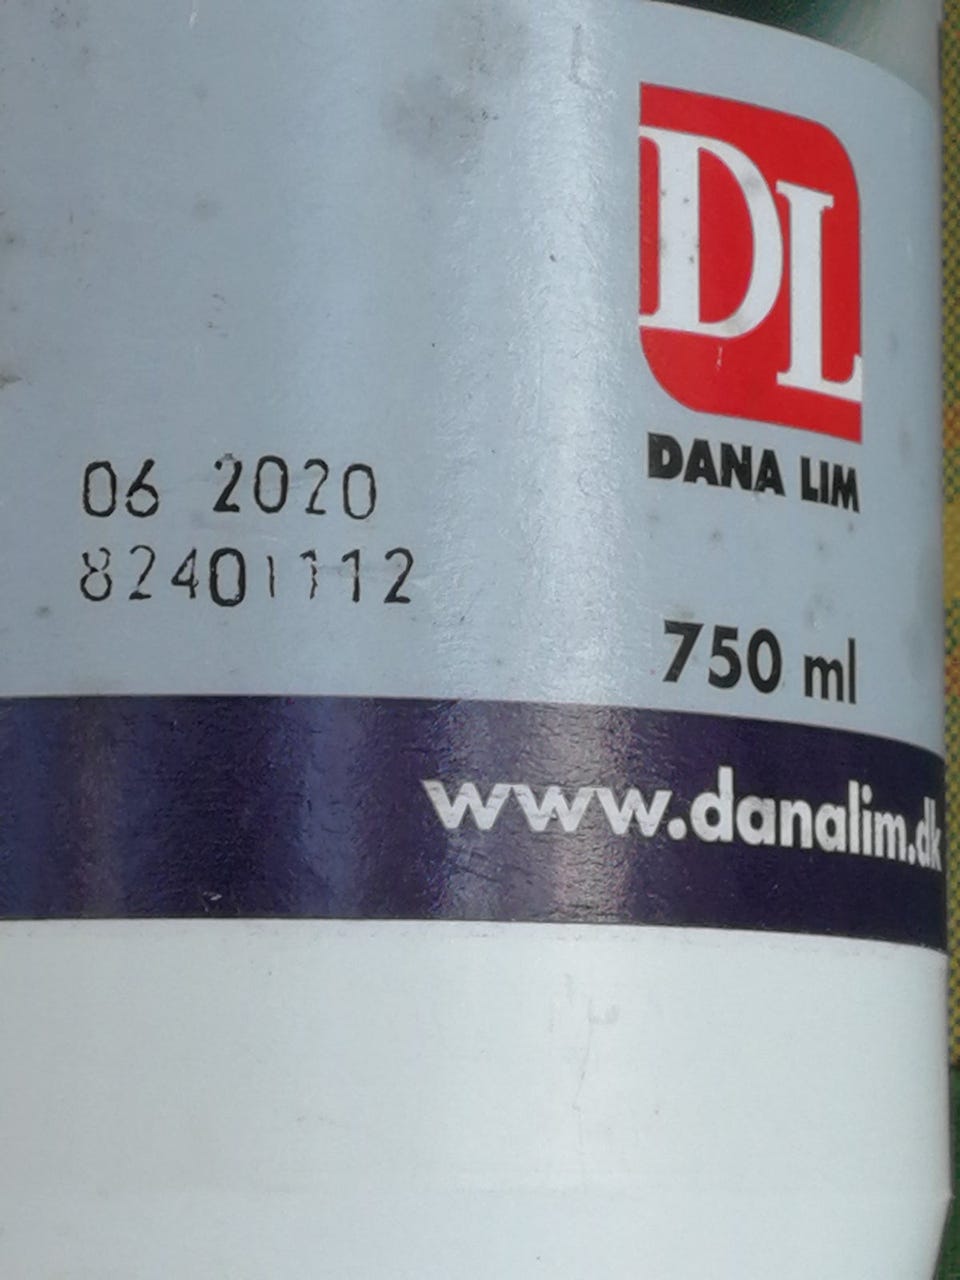 DL
DANA LIM
06 2020
82401112
750 ml
www.danalim.dk